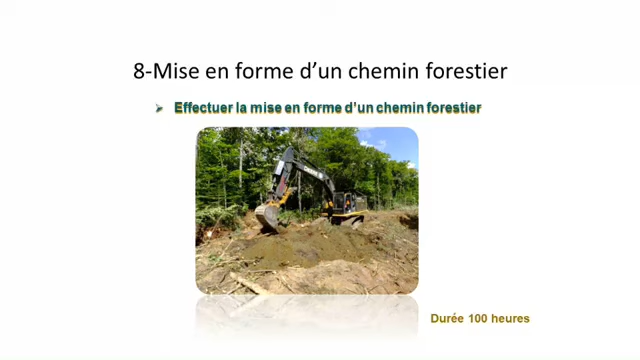 8-Mise en forme d'un chemin forestier
Effectuer la mise en forme d'un chemin forestier
Durée 100 heures